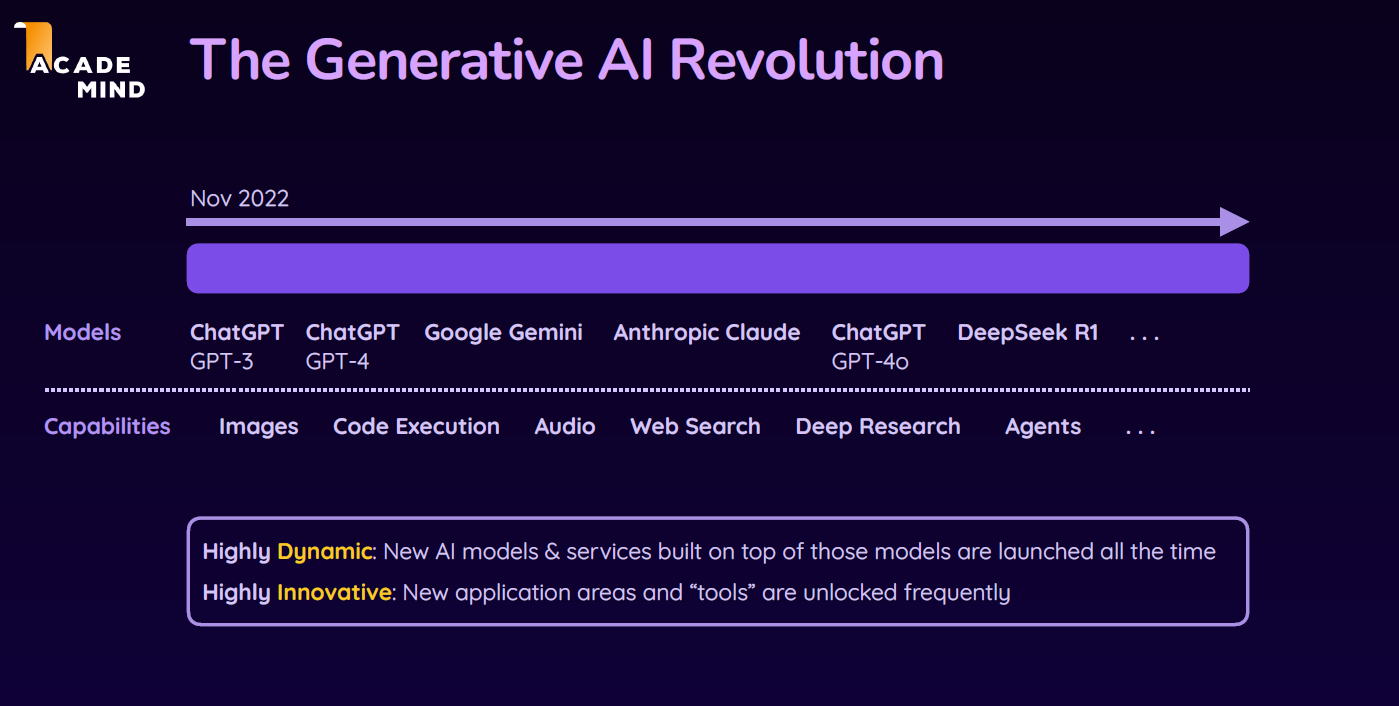 ACADE
MIND
The Generative AI Revolution
Nov 2022
Models ChatGPT ChatGPT Google Gemini Anthropic Claude ChatGPT DeepSeek R1 ...
GPT-3 GPT-4 GPT-4o
Capabilities Images Code Execution Audio Web Search Deep Research Agents ...
Highly Dynamic: New AI models & services built on top of those models are launched all the time
Highly Innovative: New application areas and “tools” are unlocked frequently